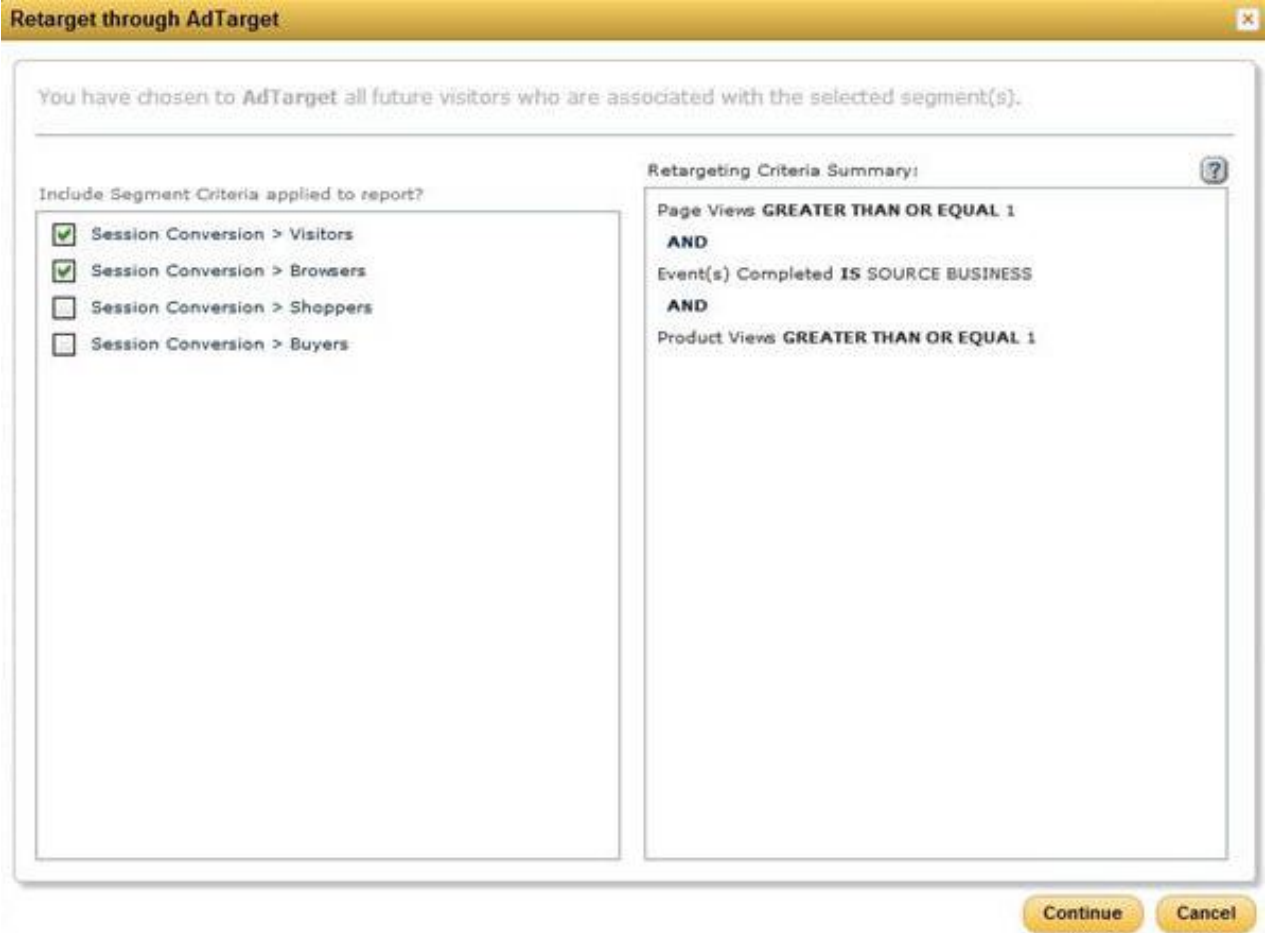 Retarget through AdTarget
You have chosen to AdTarget all future visitors who are associated with the selected segment(s).
Include Segment Criteria applied to report?
Session Conversion > Visitors
Session Conversion > Browsers
Session Conversion > Shoppers
Session Conversion > Buyers
Retargeting Criteria Summary:
?
Page Views GREATER THAN OR EQUAL 1
AND
Event(s) Completed IS SOURCE BUSINESS
AND
Product Views GREATER THAN OR EQUAL 1
Continue
Cancel